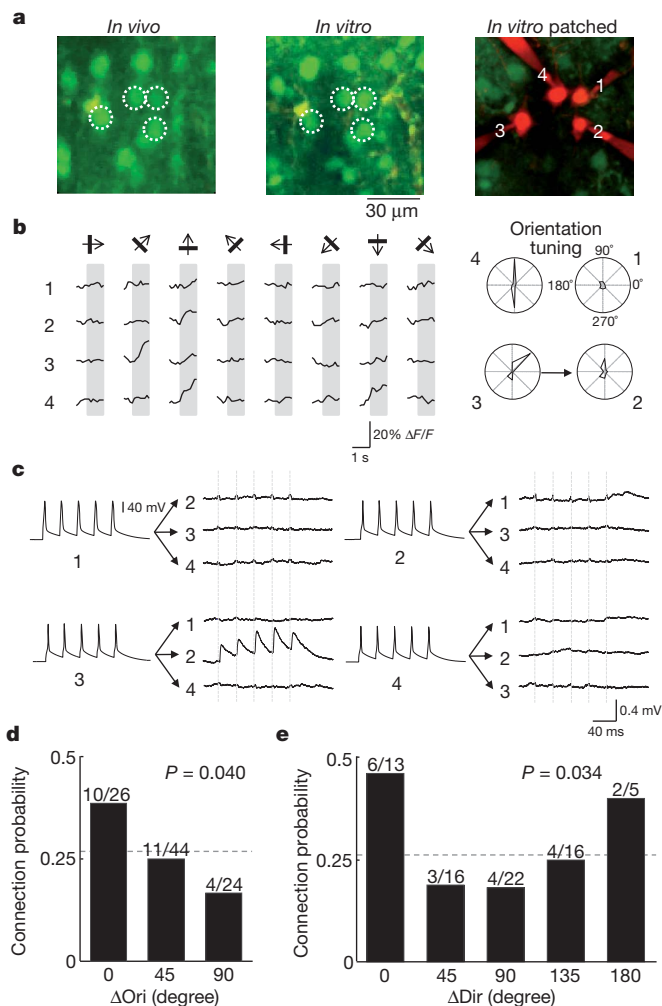 a
In vivo
In vitro
In vitro patched
4
1
3
2
30 µm
b
Orientation
tuning
4
90°
1
180°
0°
270°
1
2
3
4
3
2
20% ΔF/F
1 s
c
40 mV
2
3
4
1
1
3
4
2
1
2
4
3
1
2
3
4
0.4 mV
40 ms
d
e
0.5
0.25
0
Connection probability
P = 0.040
10/26
11/44
4/24
0
45
90
ΔOri (degree)
0.5
0.25
0
Connection probability
P = 0.034
6/13
3/16
4/22
4/16
2/5
0
45
90
135
180
ΔDir (degree)